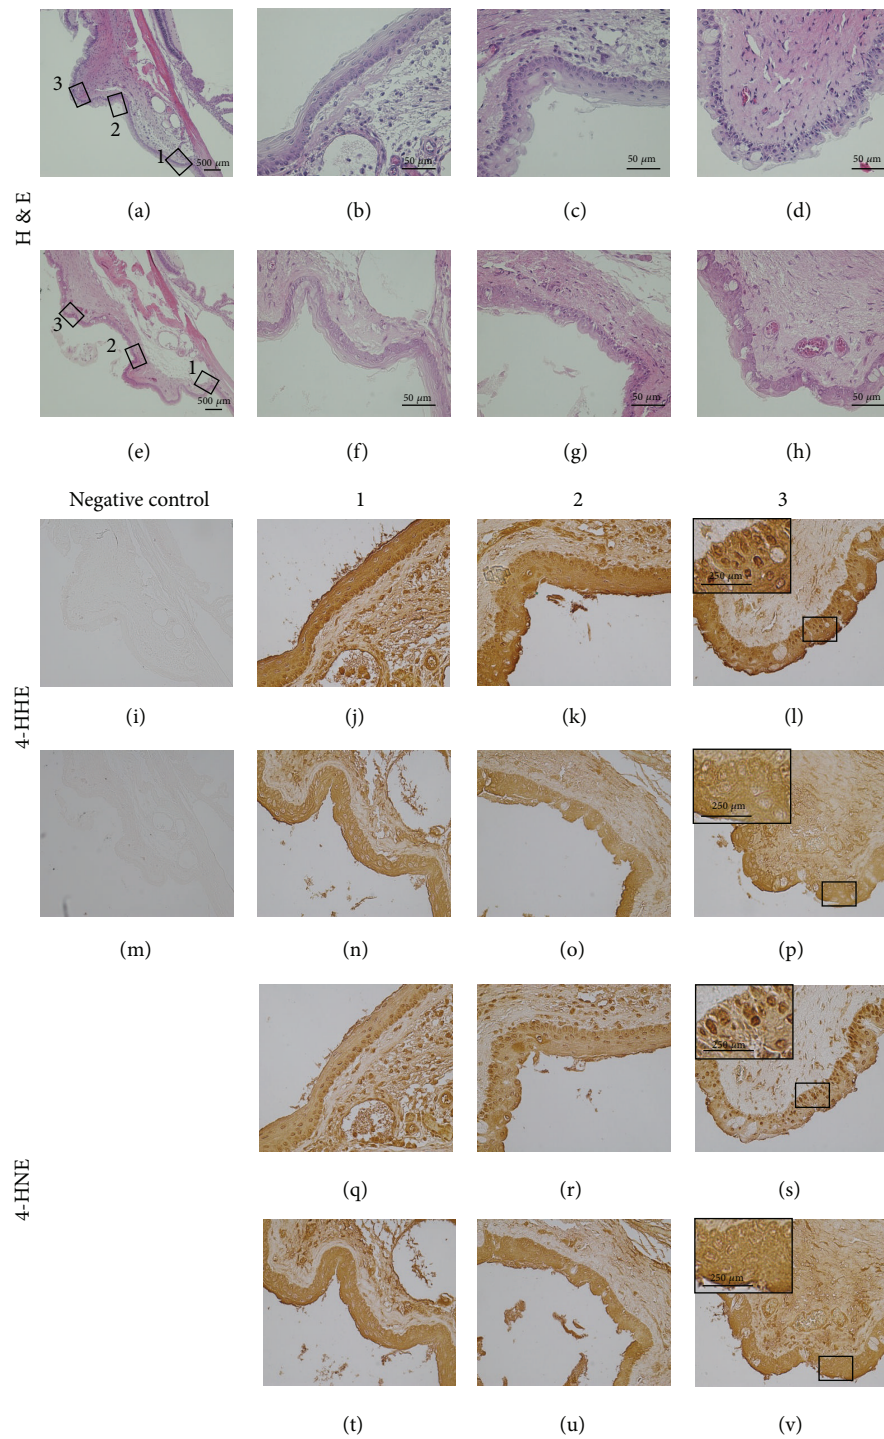 H & E
3
2
1
500 µm
50 µm
50 µm
50 µm
(a)
(b)
(c)
(d)
3
2
1
500 µm
50 µm
50 µm
50 µm
(e)
(f)
(g)
(h)
4-HHE
Negative control
1
2
3
250 µm
(i)
(j)
(k)
(l)
250 µm
(m)
(n)
(o)
(p)
4-HNE
250 µm
(q)
(r)
(s)
250 µm
(t)
(u)
(v)